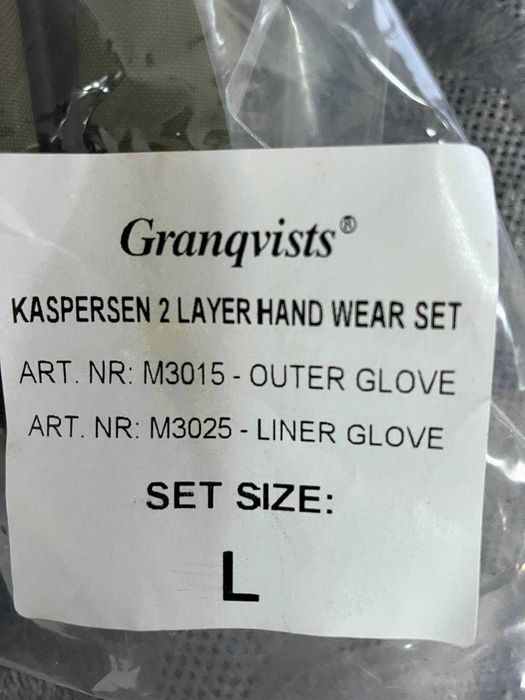 Granqvists®
KASPERSEN 2 LAYER HAND WEAR SET
ART. NR: M3015 - OUTER GLOVE
ART. NR: M3025 - LINER GLOVE
SET SIZE:
L